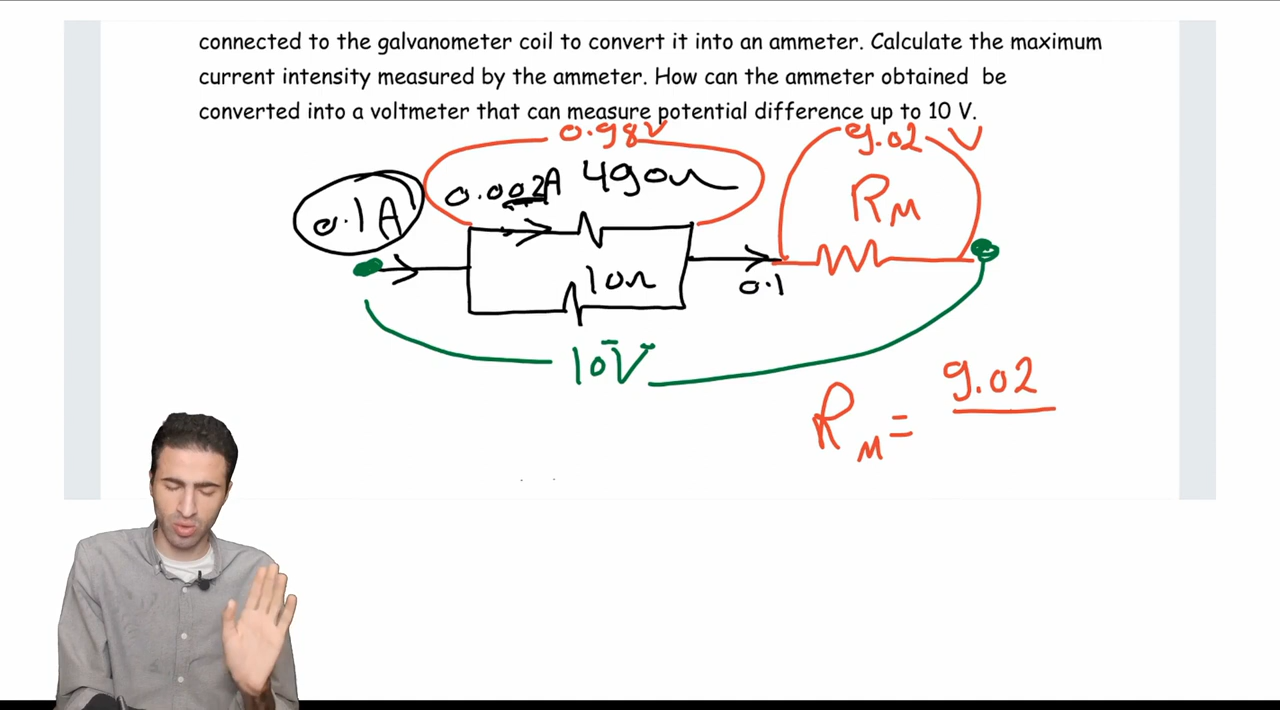 connected to the galvanometer coil to convert it into an ammeter. Calculate the maximum
current intensity measured by the ammeter. How can the ammeter obtained be
converted into a voltmeter that can measure potential difference up to 10 V.
0.98V
9.02 V
0.1A
0.002A 490Ω
RM
10Ω
0.1
10V
9.02
RM =